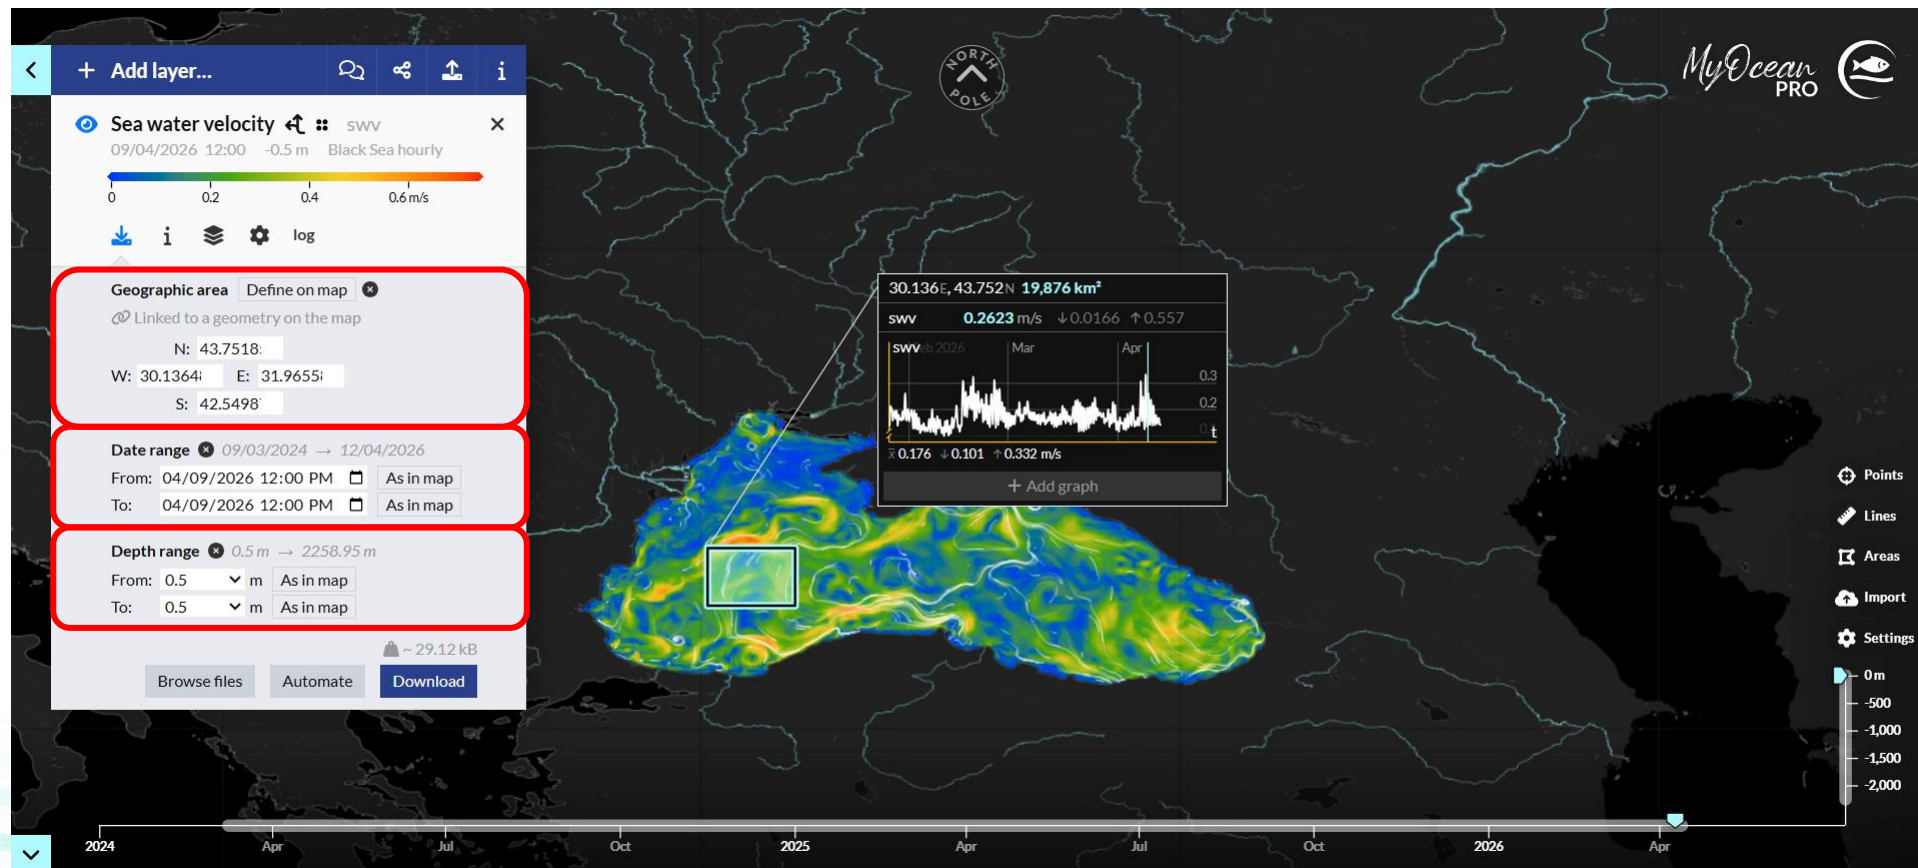 Add layer...
Sea water velocity swv
09/04/2026 12:00 -0.5 m Black Sea hourly
0 0.2 0.4 0.6 m/s
log
Geographic area Define on map
Linked to a geometry on the map
N: 43.7518
W: 30.1364 E: 31.9655
S: 42.5498
Date range 09/03/2024 → 12/04/2026
From: 04/09/2026 12:00 PM As in map
To: 04/09/2026 12:00 PM As in map
Depth range 0.5 m → 2258.95 m
From: 0.5 m As in map
To: 0.5 m As in map
~ 29.12 kB
Browse files Automate Download
NORTH
POLE
30.136E, 43.752N 19,876 km²
swv 0.2623 m/s ↓0.0166 ↑0.557
swv 2026 Mar Apr
0.3
0.2
t
x̄ 0.176 ↓0.101 ↑0.332 m/s
+ Add graph
MyOcean
PRO
Points
Lines
Areas
Import
Settings
0 m
-500
-1,000
-1,500
-2,000
2024 Apr Jul Oct 2025 Apr Jul Oct 2026 Apr